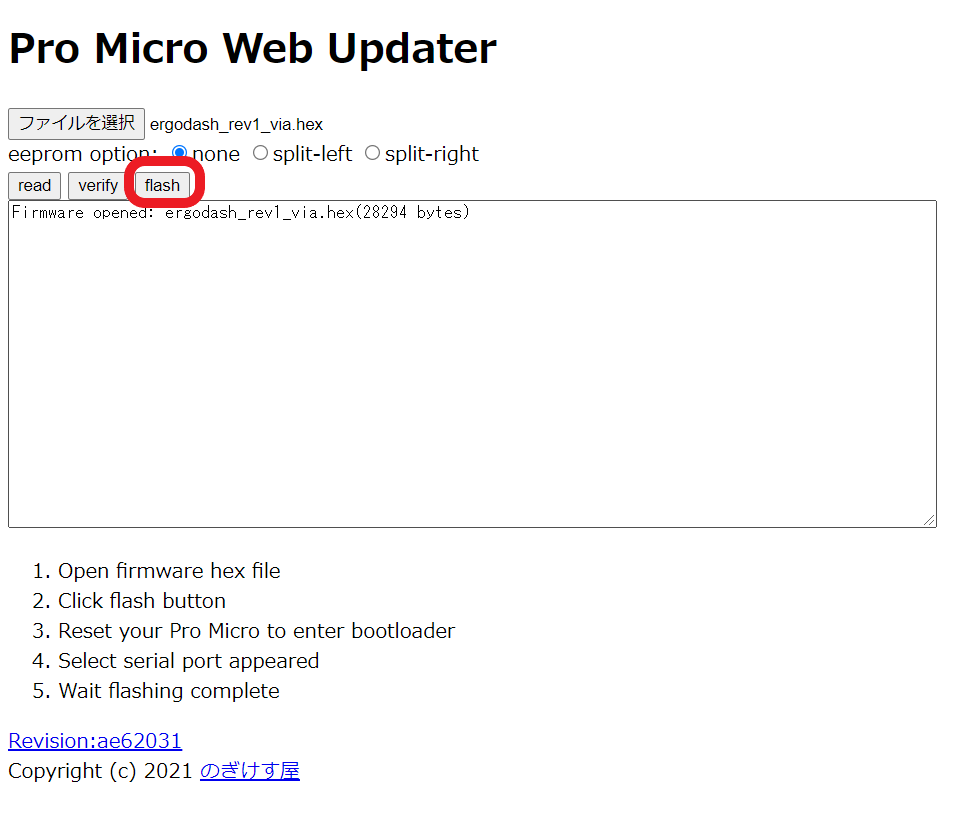 Pro Micro Web Updater
ファイルを選択 ergodash_rev1_via.hex
eeprom option: none split-left split-right
read verify flash
Firmware opened: ergodash_rev1_via.hex(28294 bytes)
1. Open firmware hex file
2. Click flash button
3. Reset your Pro Micro to enter bootloader
4. Select serial port appeared
5. Wait flashing complete
Revision:ae62031
Copyright (c) 2021 のぎけす屋